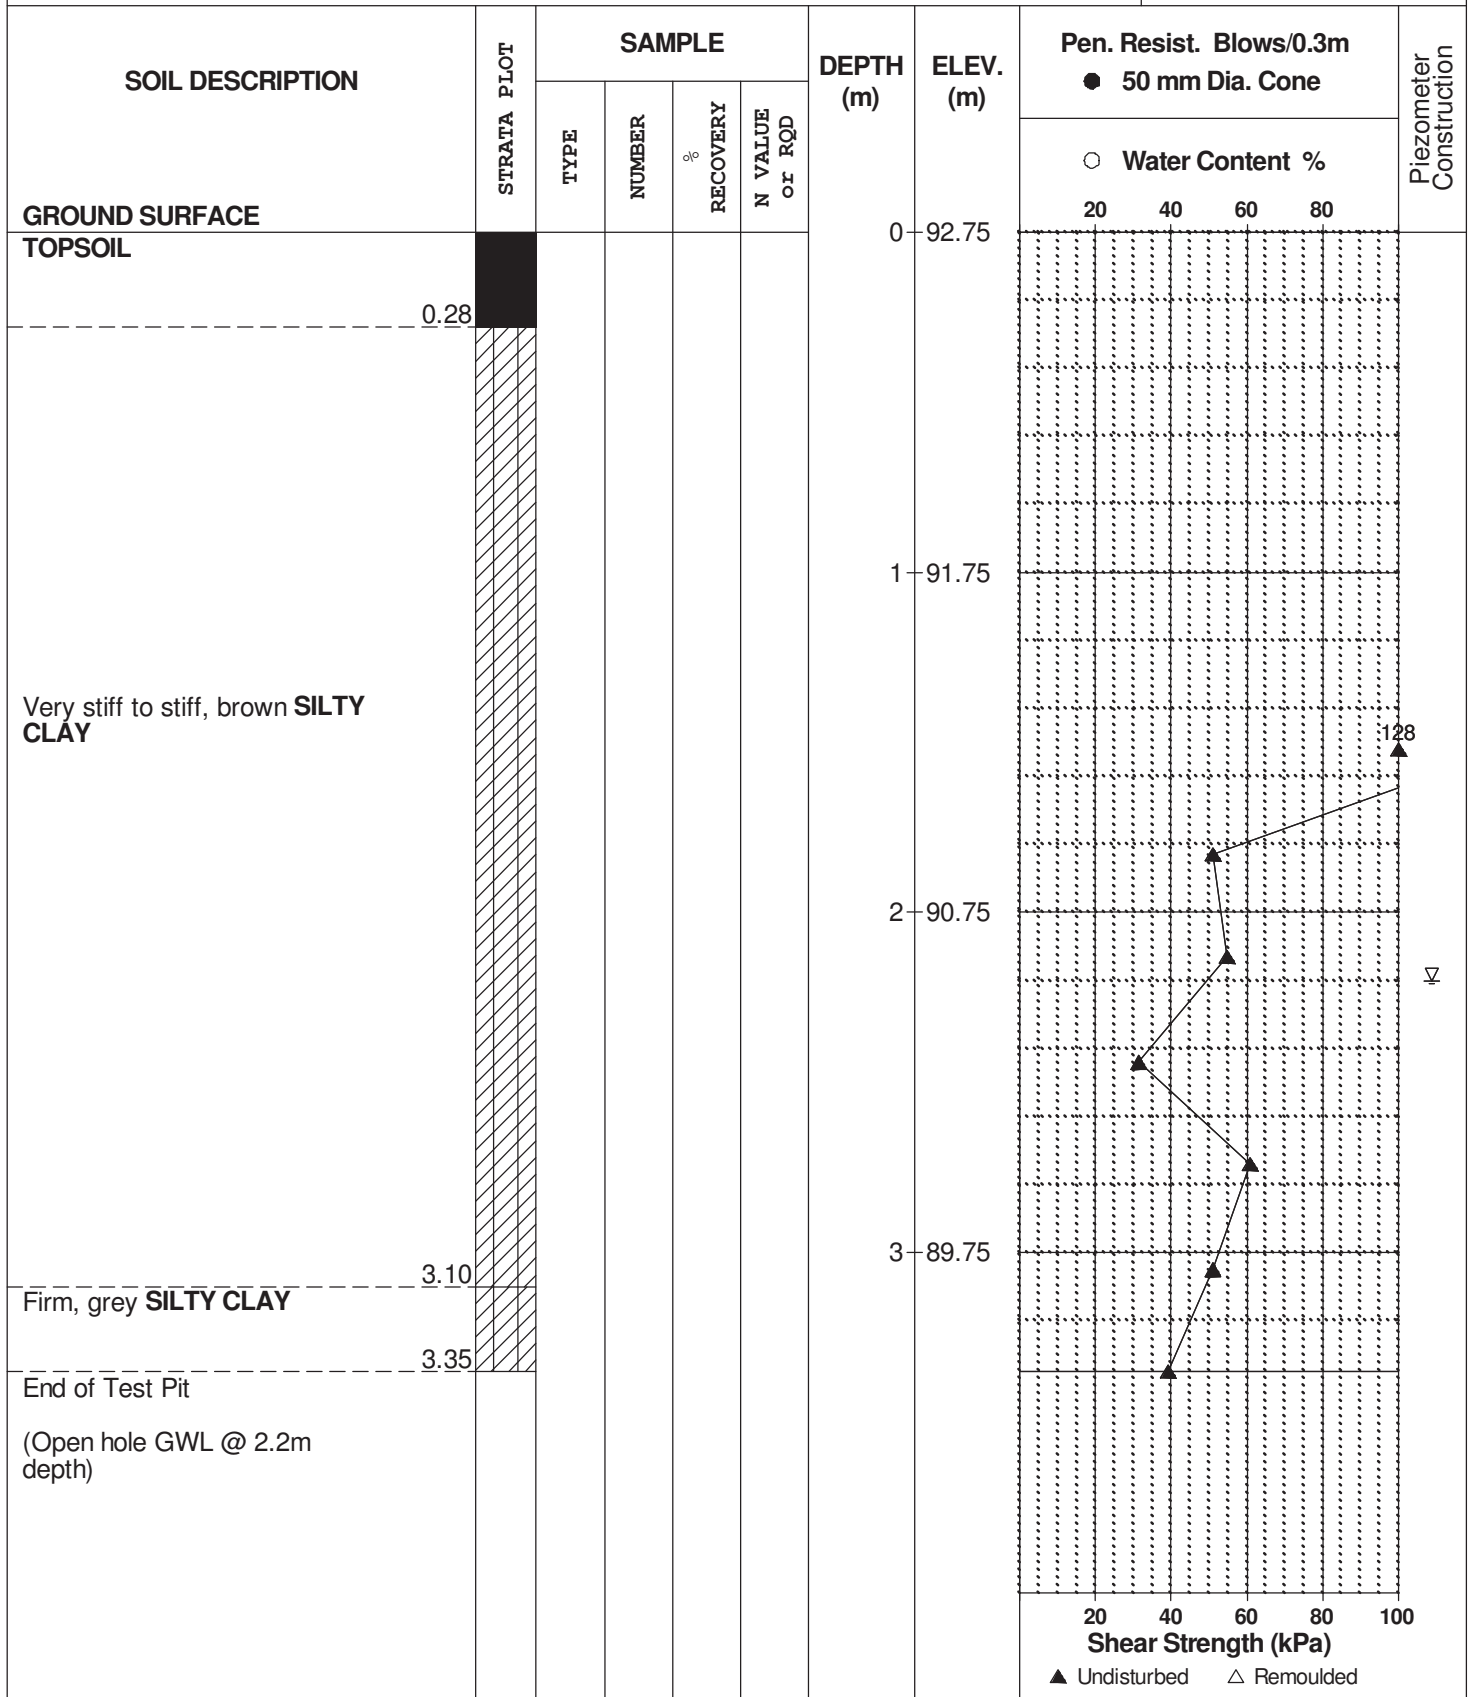 SOIL DESCRIPTION
GROUND SURFACE
STRATA PLOT
SAMPLE
TYPE
NUMBER
%
RECOVERY
N VALUE
or RQD
DEPTH
(m)
ELEV.
(m)
Pen. Resist. Blows/0.3m
● 50 mm Dia. Cone
○ Water Content %
20 40 60 80
Piezometer
Construction
TOPSOIL
0.28
0 92.75
1 91.75
Very stiff to stiff, brown SILTY
CLAY
128
2 90.75
3 89.75
3.10
Firm, grey SILTY CLAY
3.35
End of Test Pit
(Open hole GWL @ 2.2m
depth)
20 40 60 80 100
Shear Strength (kPa)
▲ Undisturbed △ Remoulded